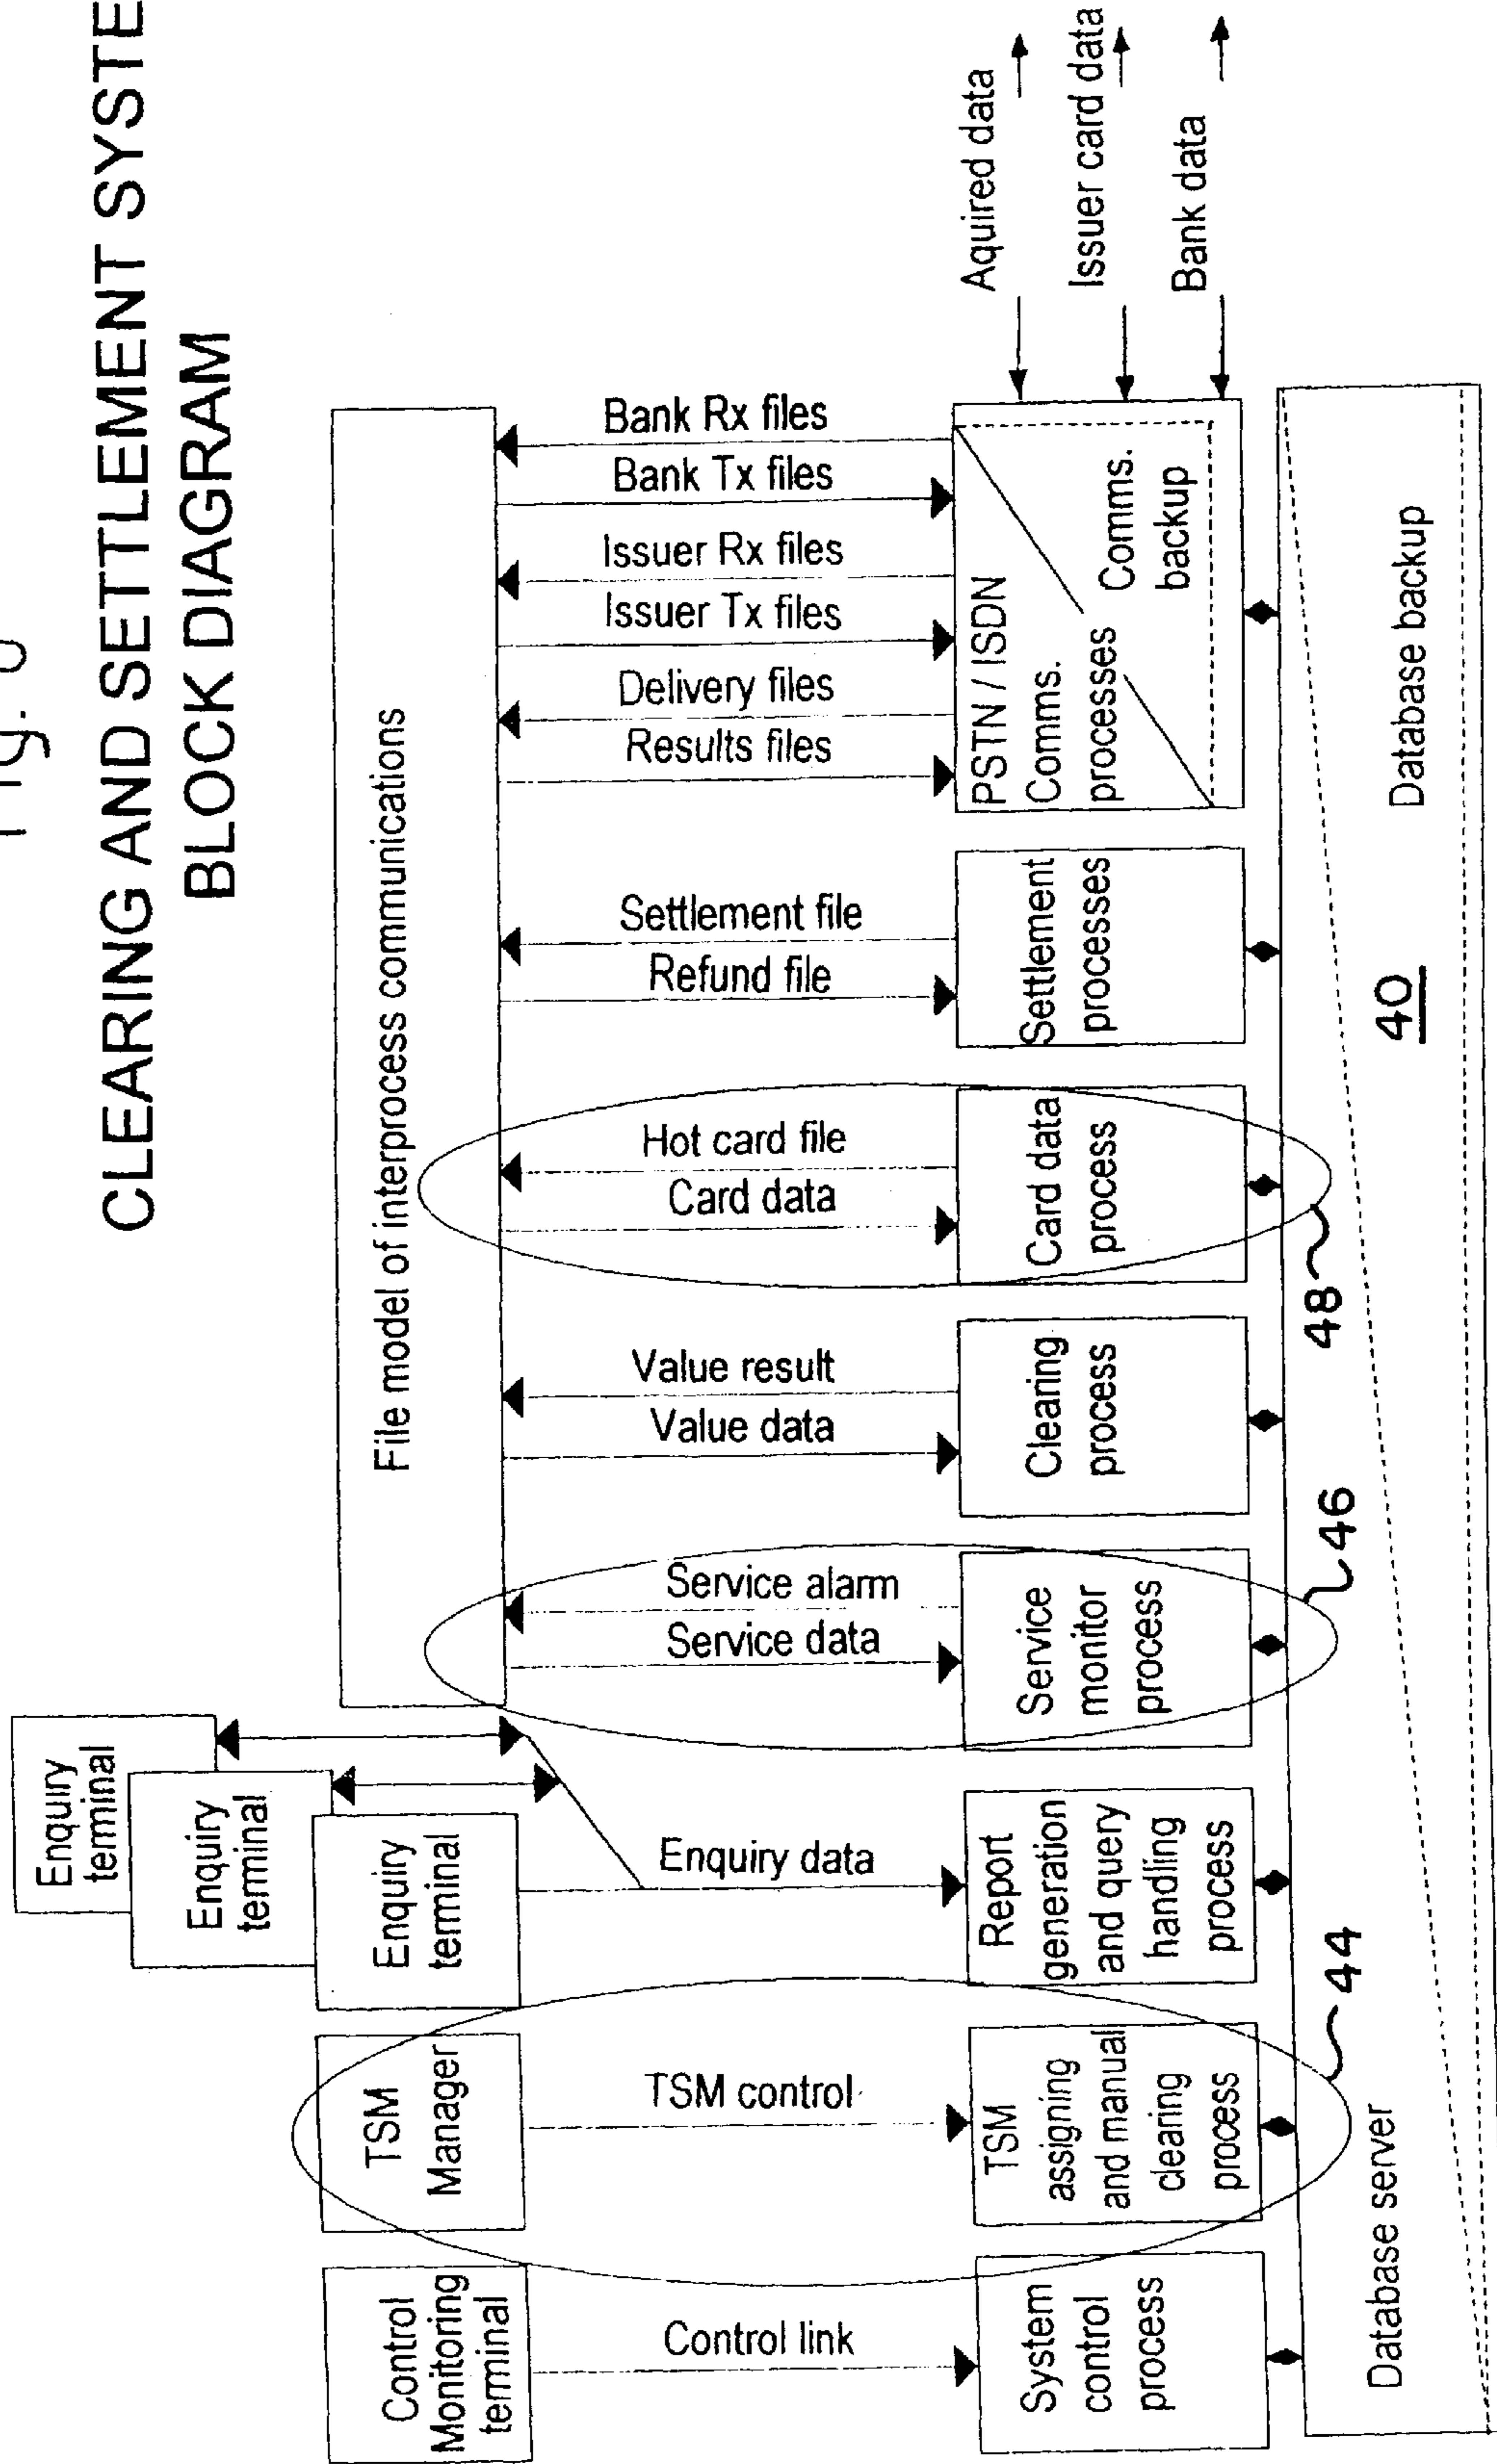 CLEARING AND SETTLEMENT SYSTE
BLOCK DIAGRAM
Enquiry
terminal
Enquiry
terminal
Enquiry
terminal
Control
Monitoring
terminal
TSM
Manager
File model of interprocess communications
Control link
TSM control
Enquiry data
Service alarm
Service data
Value result
Value data
Hot card file
Card data
Settlement file
Refund file
Bank Rx files
Bank Tx files
Issuer Rx files
Issuer Tx files
Delivery files
Results files
Aquired data
Issuer card data
Bank data
System
control
process
TSM
assigning
and manual
clearing
process
Report
generation
and query
handling
process
Service
monitor
process
Clearing
process
Card data
process
Settlement
processes
PSTN / ISDN
Comms.
processes
Comms.
backup
44
46
48
Database server
40
Database backup